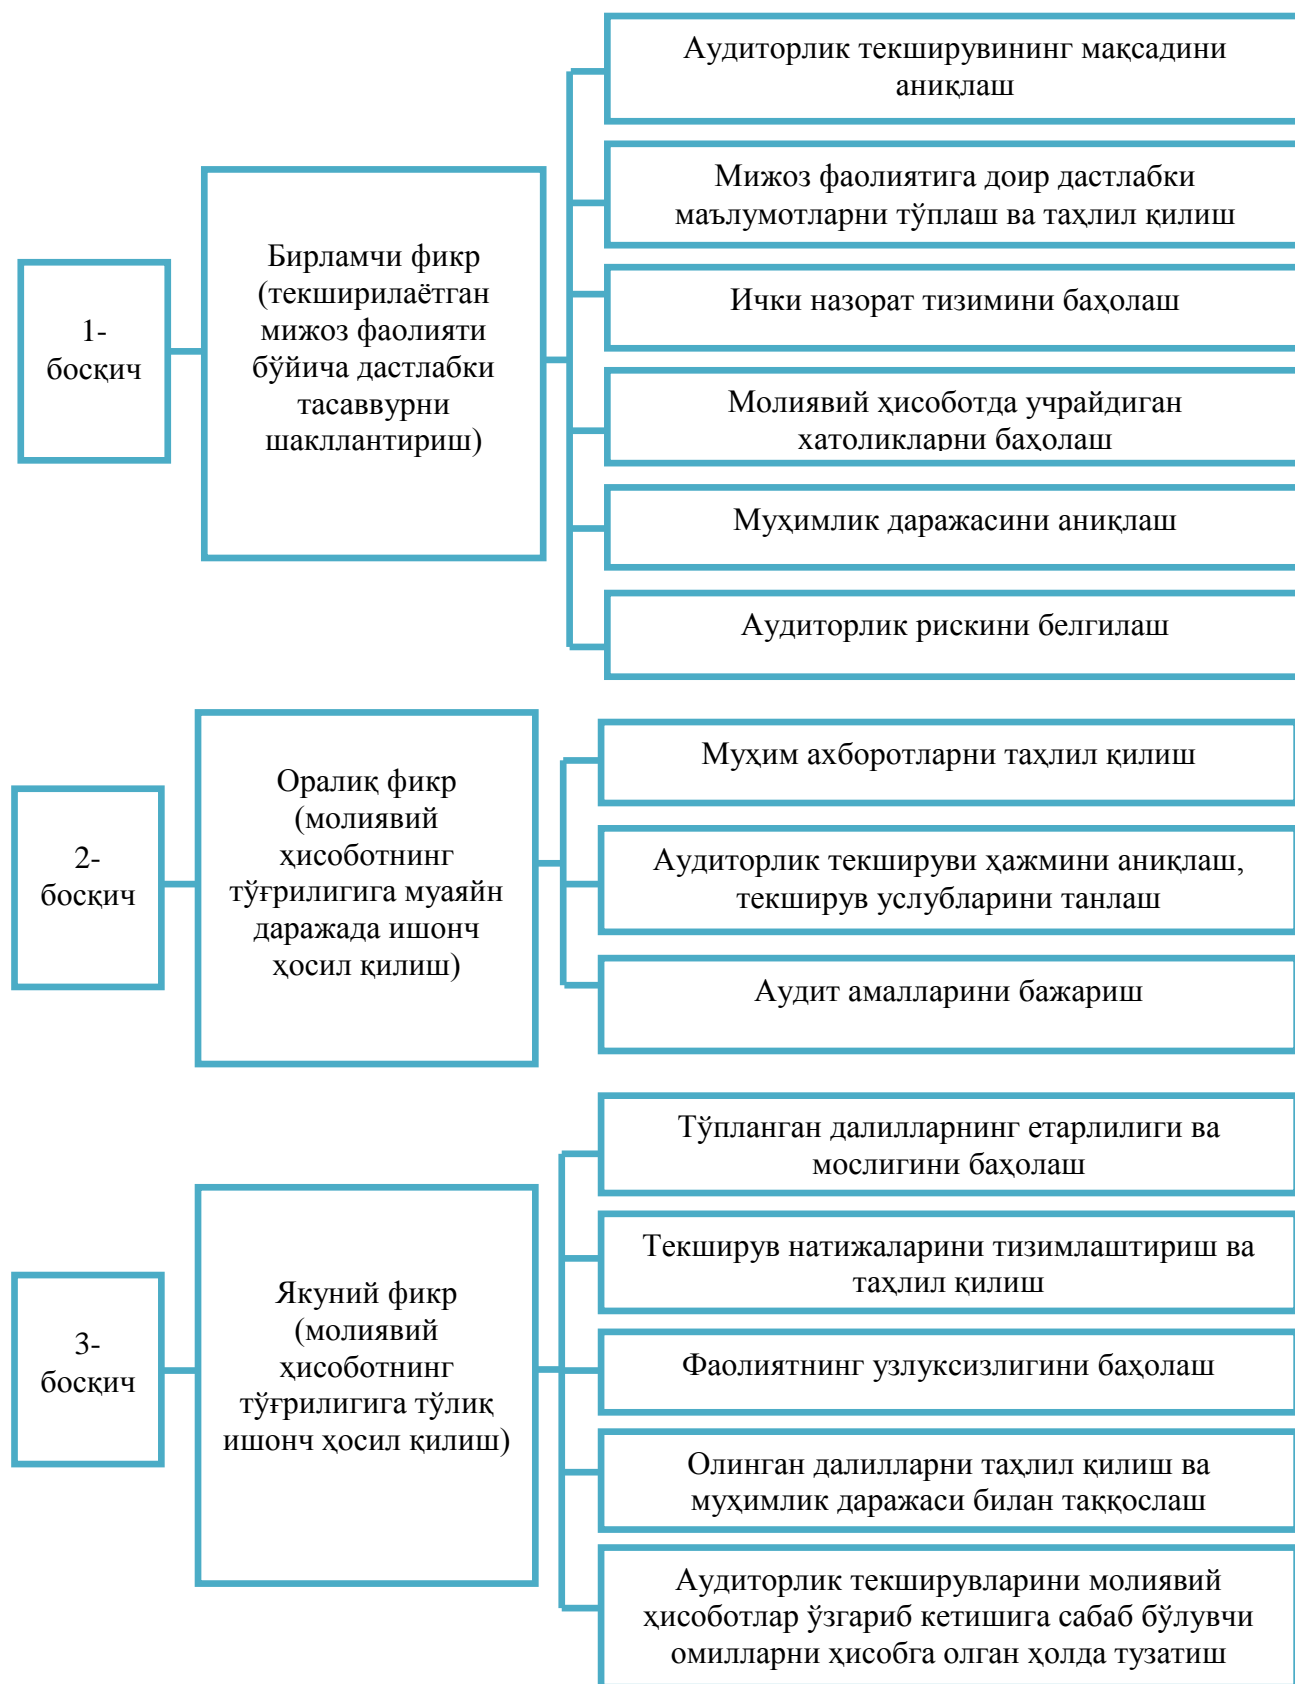 1-
босқич
Бирламчи фикр
(текширилаётган
мижоз фаолияти
бўйича дастлабки
тасаввурни
шакллантириш)
Аудиторлик текширувининг мақсадини
аниқлаш
Мижоз фаолиятига доир дастлабки
маълумотларни тўплаш ва таҳлил қилиш
Ички назорат тизимини баҳолаш
Молиявий ҳисоботда учрайдиган
хатоликларни баҳолаш
Муҳимлик даражасини аниқлаш
Аудиторлик рискини белгилаш
2-
босқич
Оралиқ фикр
(молиявий
ҳисоботнинг
тўғрилигига муаяйн
даражада ишонч
ҳосил қилиш)
Муҳим ахборотларни таҳлил қилиш
Аудиторлик текшируви ҳажмини аниқлаш,
текширув услубларини танлаш
Аудит амалларини бажариш
3-
босқич
Якуний фикр
(молиявий
ҳисоботнинг
тўғрилигига тўлиқ
ишонч ҳосил қилиш)
Тўпланган далилларнинг етарлилиги ва
мослигини баҳолаш
Текширув натижаларини тизимлаштириш ва
таҳлил қилиш
Фаолиятнинг узлуксизлигини баҳолаш
Олинган далилларни таҳлил қилиш ва
муҳимлик даражаси билан таққослаш
Аудиторлик текширувларини молиявий
ҳисоботлар ўзгариб кетишига сабаб бўлувчи
омилларни ҳисобга олган ҳолда тузатиш